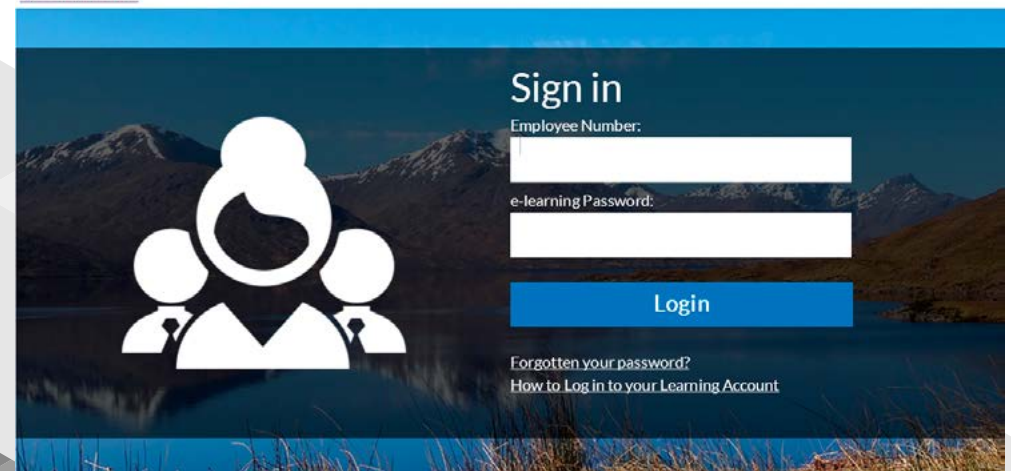 Sign in
Employee Number:
e-learning Password:
Login
Forgotten your password?
How to Log in to your Learning Account